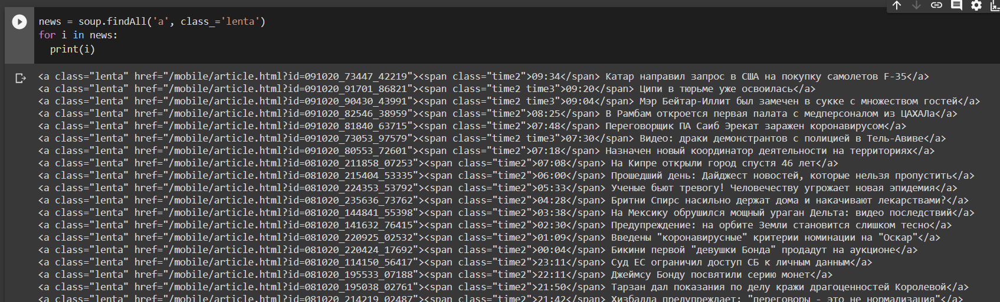 news = soup.findAll('a', class_='lenta')
for i in news:
  print(i)
<a class="lenta" href="/mobile/article.html?id=091020_73447_42219"><span class="time2">09:34</span> Катар направил запрос в США на покупку самолетов F-35</a>
<a class="lenta" href="/mobile/article.html?id=091020_91701_86821"><span class="time2 time3">09:20</span> Ципи в тюрьме уже освоилась</a>
<a class="lenta" href="/mobile/article.html?id=091020_90430_43991"><span class="time2 time3">09:04</span> Мэр Бейтар-Иллит был замечен в сукке с множеством гостей</a>
<a class="lenta" href="/mobile/article.html?id=091020_82546_38959"><span class="time2">08:25</span> В Рамбам откроется первая палата с медперсоналом из ЦАХАЛа</a>
<a class="lenta" href="/mobile/article.html?id=091020_81840_63715"><span class="time2">07:48</span> Переговорщик ПА Саиб Эрекат заражен коронавирусом</a>
<a class="lenta" href="/mobile/article.html?id=091020_73053_97579"><span class="time2 time3">07:30</span> Видео: драки демонстрантов с полицией в Тель-Авиве</a>
<a class="lenta" href="/mobile/article.html?id=091020_80553_72601"><span class="time2">07:18</span> Назначен новый координатор деятельности на территориях</a>
<a class="lenta" href="/mobile/article.html?id=081020_211858_07253"><span class="time2">07:08</span> На Кипре открыли город спустя 46 лет</a>
<a class="lenta" href="/mobile/article.html?id=081020_215404_53335"><span class="time2">06:00</span> Прошедший день: Дайджест новостей, которые нельзя пропустить</a>
<a class="lenta" href="/mobile/article.html?id=081020_224353_53792"><span class="time2">05:33</span> Ученые бьют тревогу! Человечеству угрожает новая эпидемия</a>
<a class="lenta" href="/mobile/article.html?id=081020_235636_73762"><span class="time2">04:28</span> Бритни Спирс насильно держат дома и накачивают лекарствами?</a>
<a class="lenta" href="/mobile/article.html?id=081020_144841_55398"><span class="time2">03:38</span> На Мексику обрушился мощный ураган Дельта: видео последствий</a>
<a class="lenta" href="/mobile/article.html?id=081020_141632_76415"><span class="time2">02:30</span> Предупреждение: на орбите Земли становится слишком тесно</a>
<a class="lenta" href="/mobile/article.html?id=081020_220925_02532"><span class="time2">01:09</span> Введены "коронавирусные" критерии номинации на "Оскар"</a>
<a class="lenta" href="/mobile/article.html?id=081020_220424_17692"><span class="time2">00:04</span> Бикини первой "девушки Бонда" продадут на аукционе</a>
<a class="lenta" href="/mobile/article.html?id=081020_114150_56417"><span class="time2">23:11</span> Суд ЕС ограничил доступ СБ к личным данным</a>
<a class="lenta" href="/mobile/article.html?id=081020_195533_07188"><span class="time2">22:11</span> Джеймсу Бонду посвятили серию монет</a>
<a class="lenta" href="/mobile/article.html?id=081020_195038_02761"><span class="time2">21:50</span> Тарзан дал показания по делу кражи драгоценностей Королевой</a>
<a class="lenta" href="/mobile/article.html?id=081020_214219_02487"><span class="time2">21:42</span> Хизбалла предупреждает: "переговоры - это не нормализация"</a>